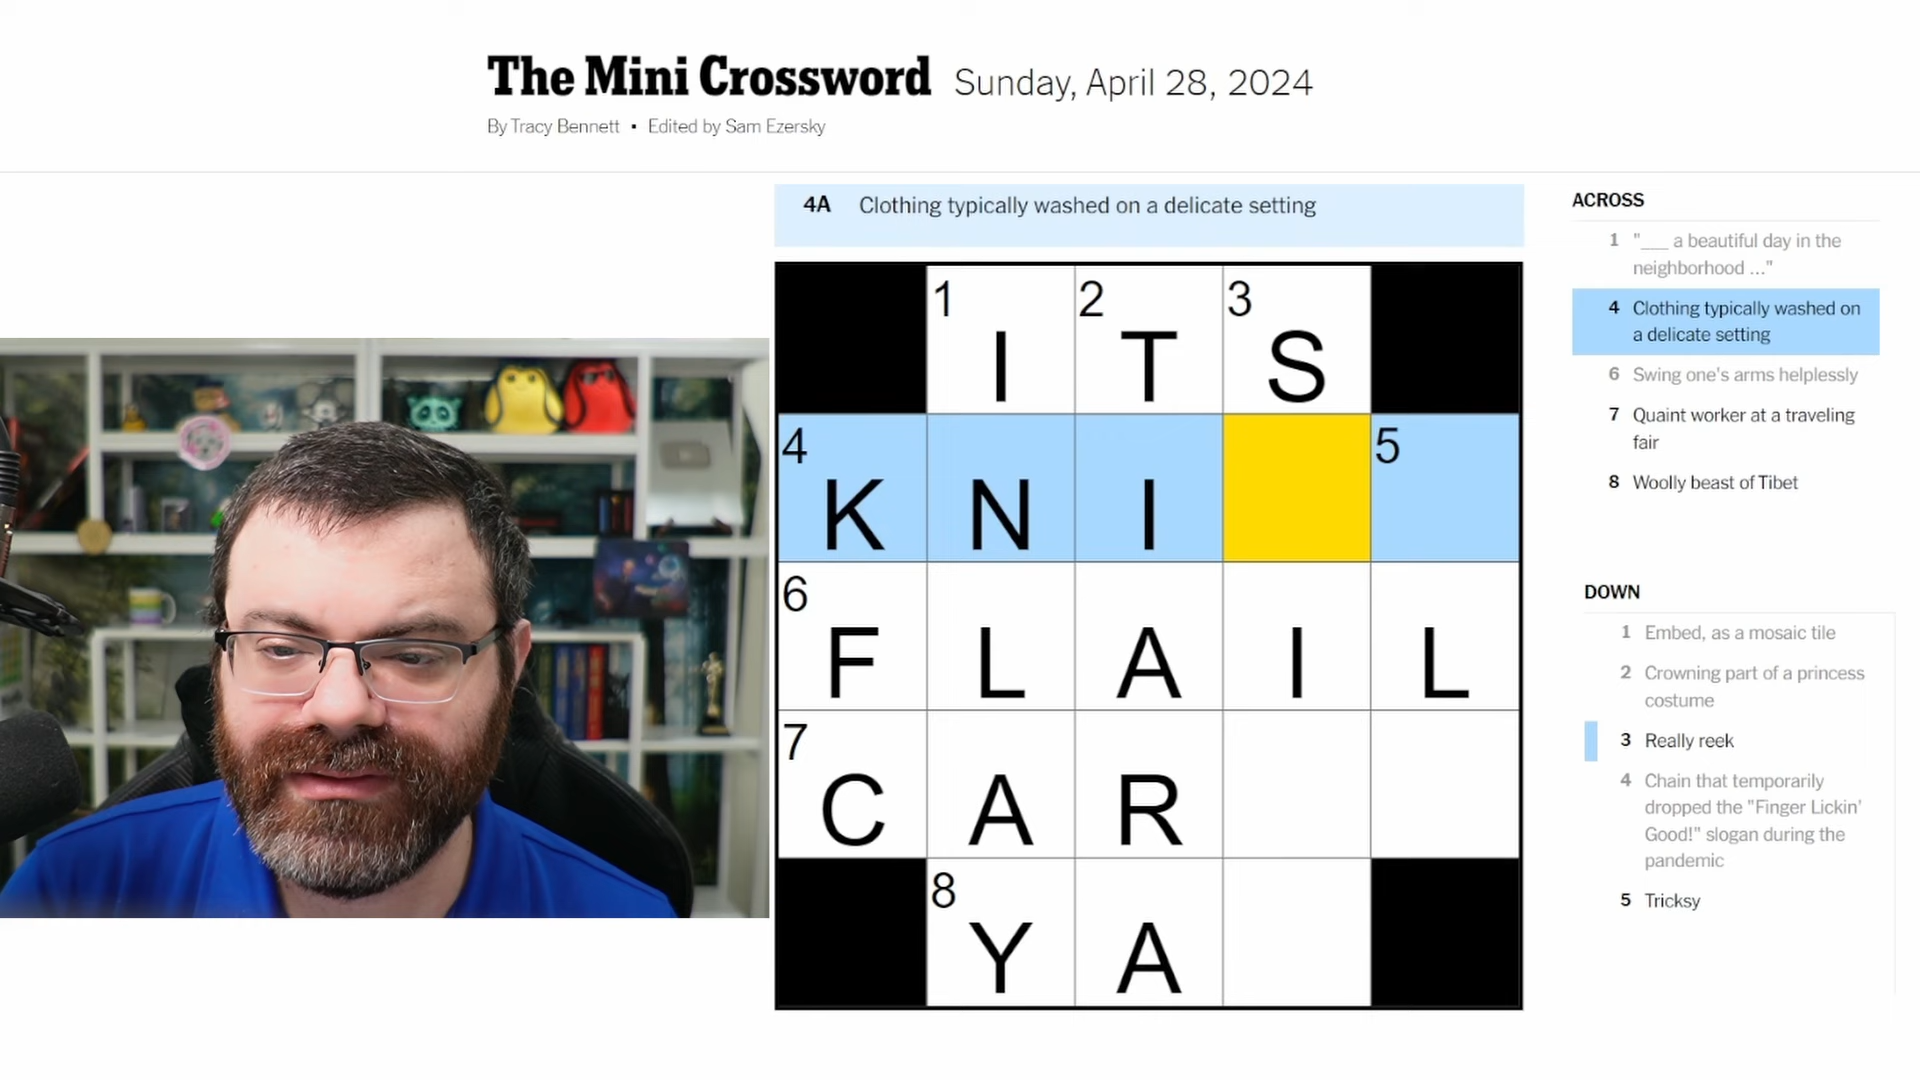 The Mini Crossword Sunday, April 28, 2024
By Tracy Bennett • Edited by Sam Ezersky
4A Clothing typically washed on a delicate setting
1 2 3
I T S
4 5
K N I
6
F L A I L
7
C A R
8
Y A
ACROSS
1 "___ a beautiful day in the
neighborhood ..."
4 Clothing typically washed on
a delicate setting
6 Swing one's arms helplessly
7 Quaint worker at a traveling
fair
8 Woolly beast of Tibet
DOWN
1 Embed, as a mosaic tile
2 Crowning part of a princess
costume
3 Really reek
4 Chain that temporarily
dropped the "Finger Lickin'
Good!" slogan during the
pandemic
5 Tricksy